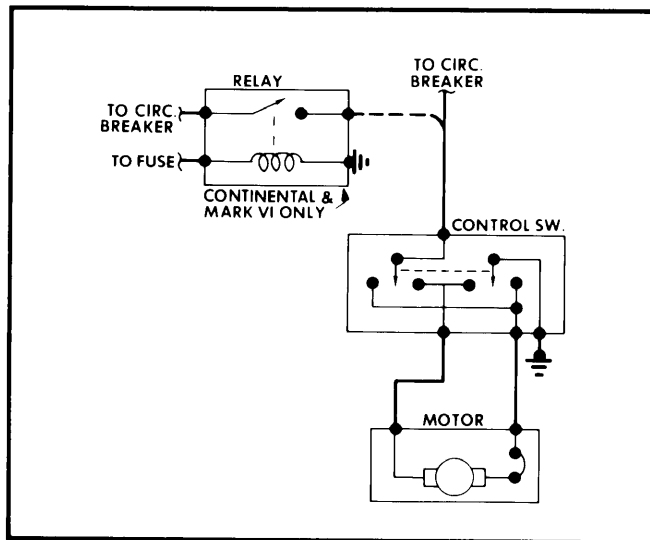 TO CIRC.
BREAKER
RELAY
TO CIRC.
BREAKER
TO FUSE
CONTINENTAL &
MARK VI ONLY
CONTROL SW.
MOTOR